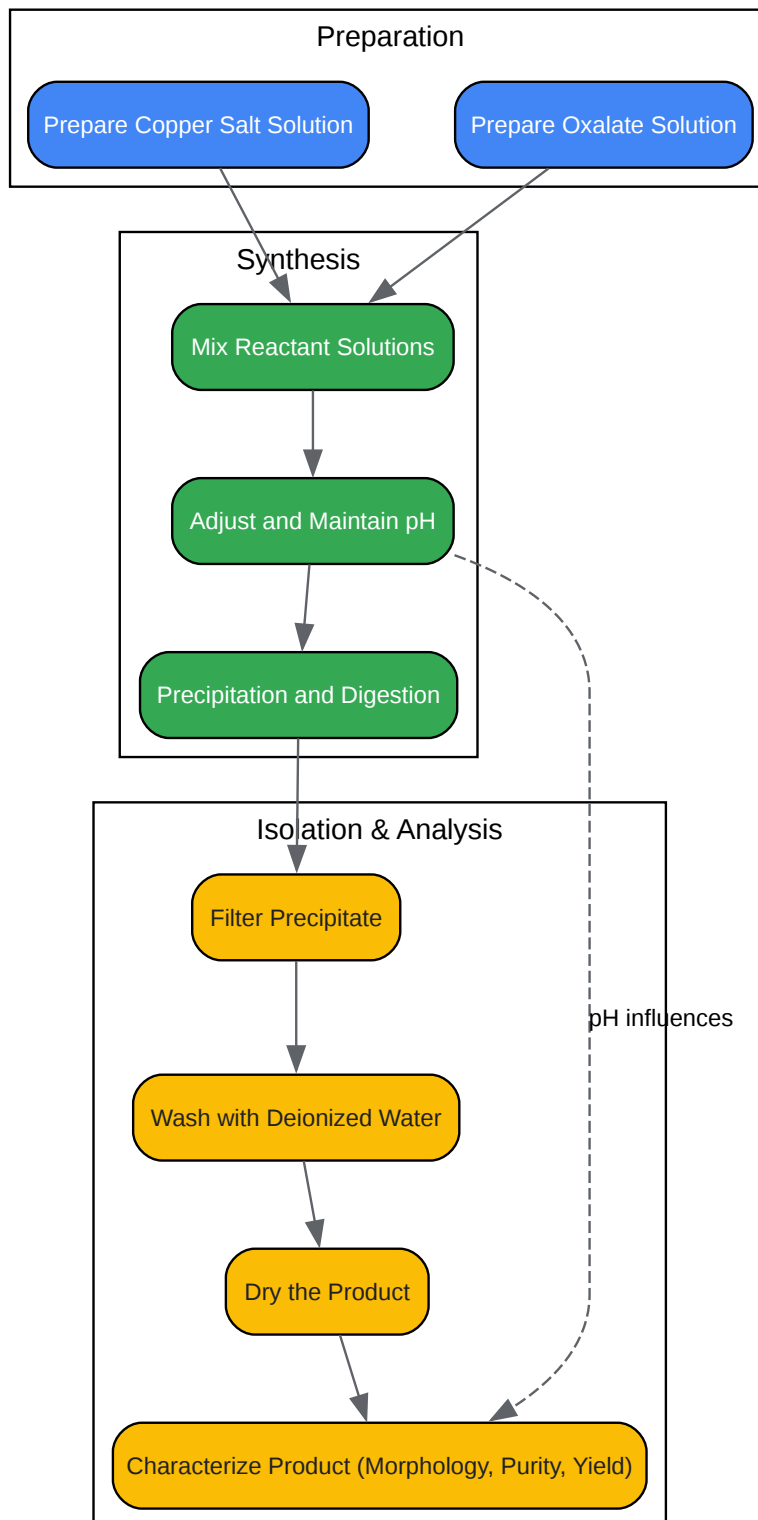 Preparation
Prepare Copper Salt Solution
Prepare Oxalate Solution
Synthesis
Mix Reactant Solutions
Adjust and Maintain pH
Precipitation and Digestion
Isolation & Analysis
Filter Precipitate
pH influences
Wash with Deionized Water
Dry the Product
Characterize Product (Morphology, Purity, Yield)